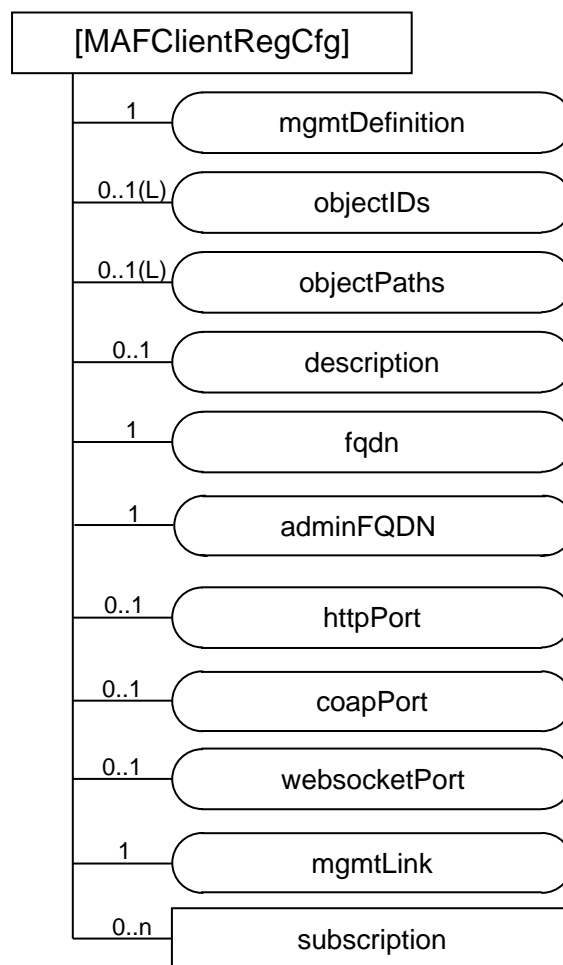 [MAFClientRegCfg]
1
mgmtDefinition
0..1(L)
objectIDs
0..1(L)
objectPaths
0..1
description
1
fqdn
1
adminFQDN
0..1
httpPort
0..1
coapPort
0..1
websocketPort
1
mgmtLink
0..n
subscription